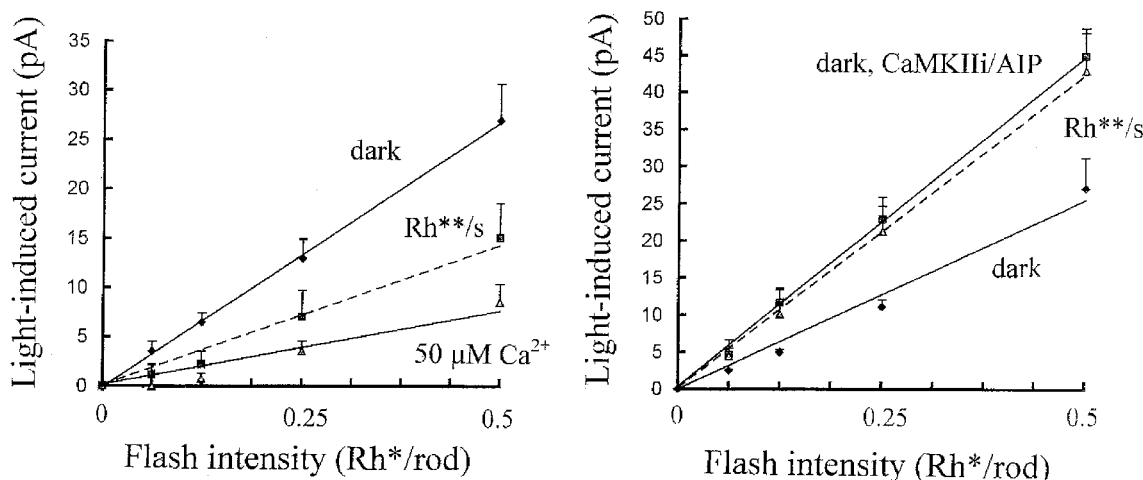 Light-induced current (pA)
35
30
25
20
15
10
5
0
dark
Rh**/s
50 µM Ca²⁺
0
0.25
0.5
Flash intensity (Rh*/rod)
Light-induced current (pA)
50
45
40
35
30
25
20
15
10
5
0
dark, CaMKIIi/AIP
Rh**/s
dark
0
0.25
0.5
Flash intensity (Rh*/rod)